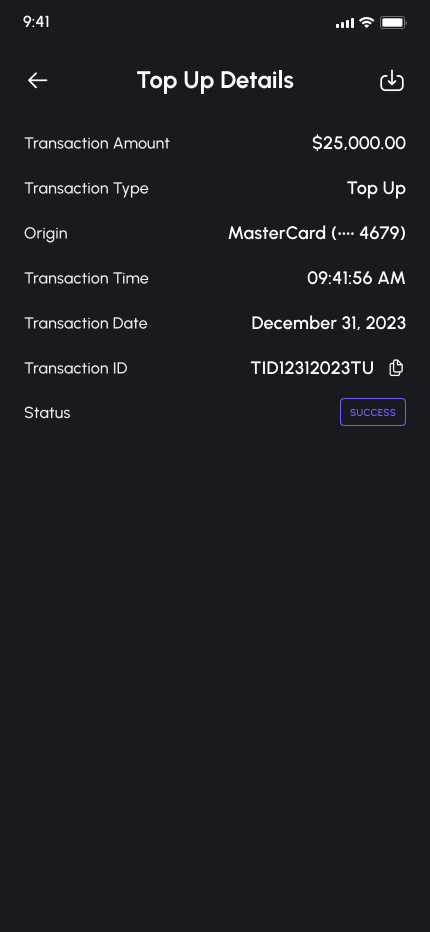 9:41
Top Up Details
Transaction Amount $25,000.00
Transaction Type Top Up
Origin MasterCard (···· 4679)
Transaction Time 09:41:56 AM
Transaction Date December 31, 2023
Transaction ID TID12312023TU
Status SUCCESS